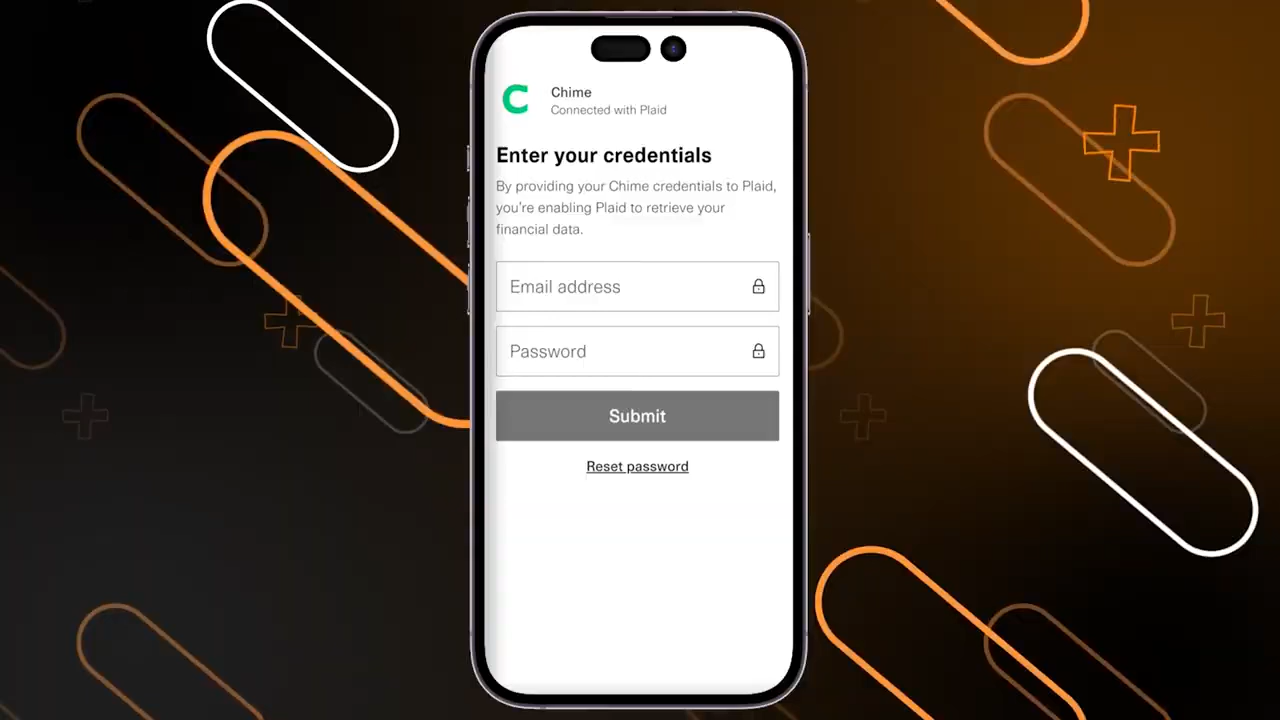 Chime
Connected with Plaid
Enter your credentials
By providing your Chime credentials to Plaid,
you’re enabling Plaid to retrieve your
financial data.
Email address
Password
Submit
Reset password